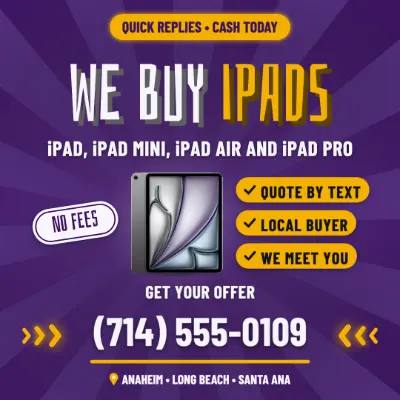 QUICK REPLIES • CASH TODAY
WE BUY IPADS
iPAD, iPAD MINI, iPAD AIR AND iPAD PRO
NO FEES
QUOTE BY TEXT
LOCAL BUYER
WE MEET YOU
GET YOUR OFFER
(714) 555-0109
ANAHEIM • LONG BEACH • SANTA ANA